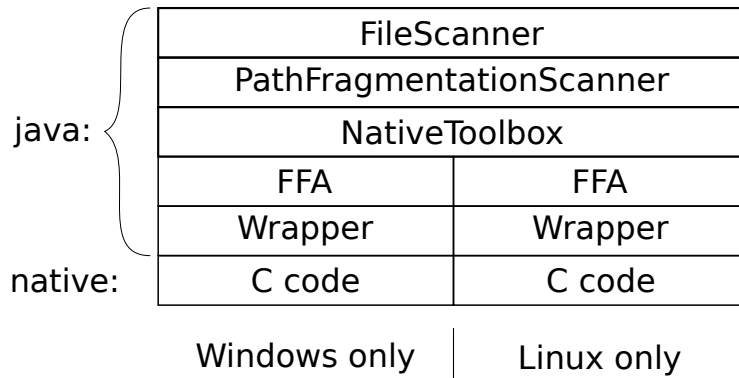 FileScanner
PathFragmentationScanner
java:
NativeToolbox
FFA
FFA
Wrapper
Wrapper
native:
C code
C code
Windows only
Linux only